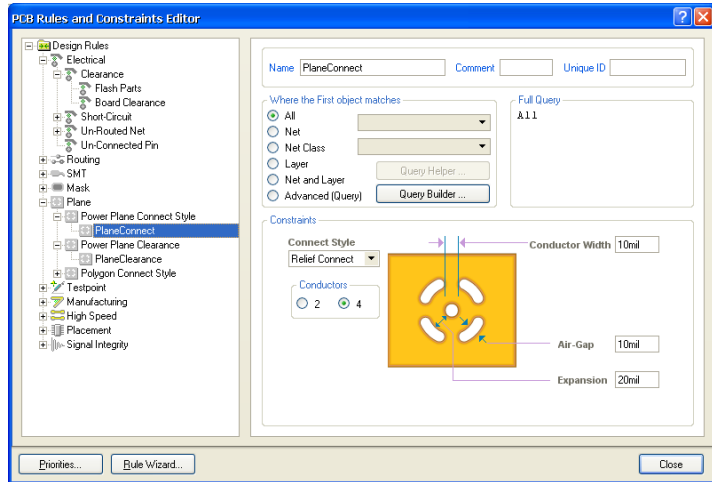 PCB Rules and Constraints Editor
Design Rules
Electrical
Clearance
Flash Parts
Board Clearance
Short-Circuit
Un-Routed Net
Un-Connected Pin
Routing
SMT
Mask
Plane
Power Plane Connect Style
PlaneConnect
Power Plane Clearance
PlaneClearance
Polygon Connect Style
Testpoint
Manufacturing
High Speed
Placement
Signal Integrity
Name PlaneConnect Comment Unique ID
Where the First object matches
All
Net
Net Class
Layer
Net and Layer
Advanced (Query)
Query Helper ...
Query Builder ...
Full Query
All
Constraints
Connect Style
Relief Connect
Conductors
2 4
Conductor Width 10mil
Air-Gap 10mil
Expansion 20mil
Priorities... Rule Wizard... Close